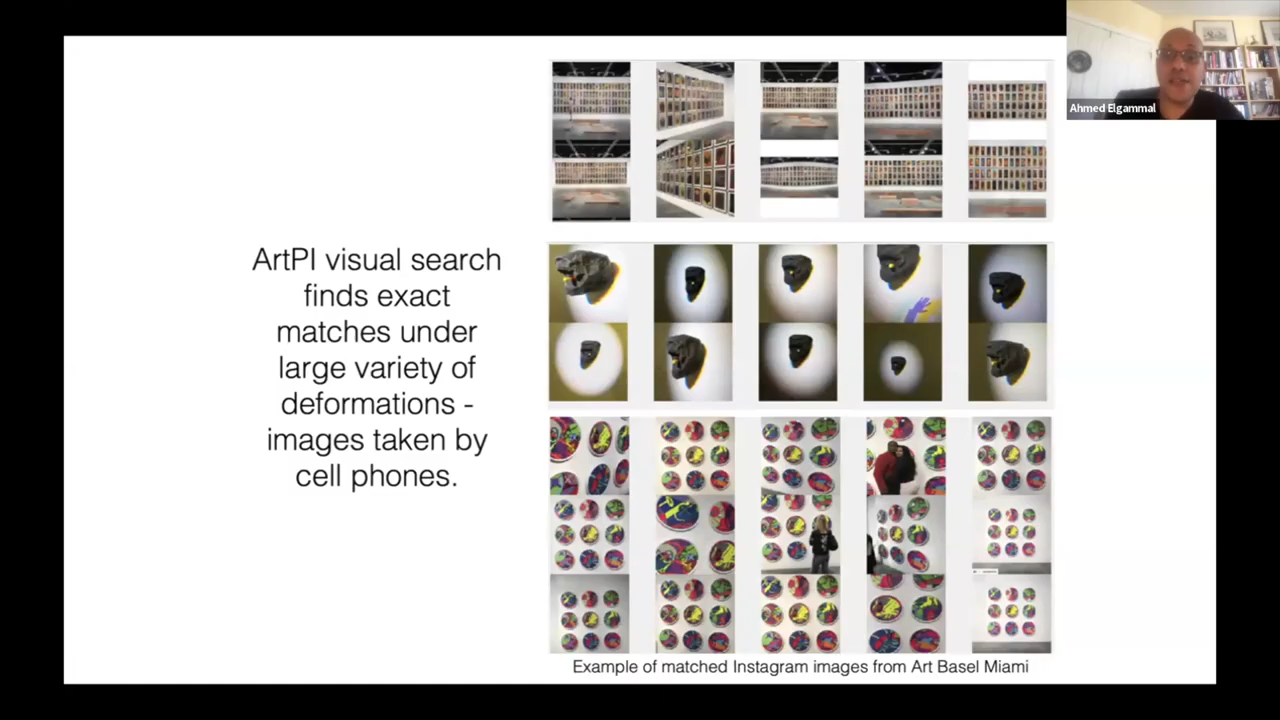 Ahmed Elgammal
ArtPI visual search
finds exact
matches under
large variety of
deformations -
images taken by
cell phones.
Example of matched Instagram images from Art Basel Miami